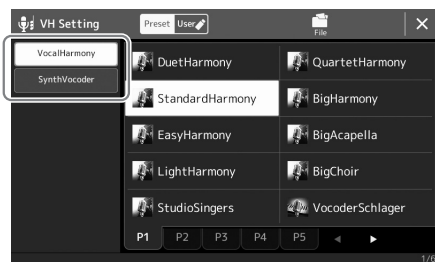 VH Setting
Preset User
File
VocalHarmony
SynthVocoder
DuetHarmony
QuartetHarmony
StandardHarmony
BigHarmony
EasyHarmony
BigAcapella
LightHarmony
BigChoir
StudioSingers
VocoderSchlager
P1 P2 P3 P4 P5
1/6